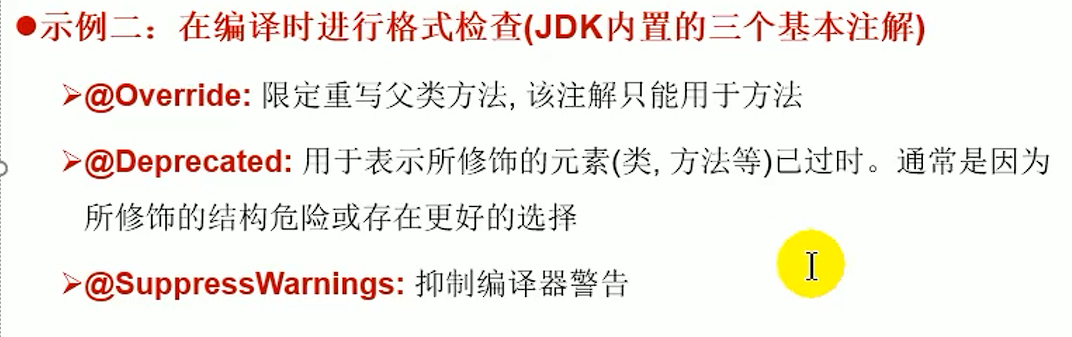 ●示例二：在编译时进行格式检查(JDK内置的三个基本注解)
➢@Override: 限定重写父类方法, 该注解只能用于方法
➢@Deprecated: 用于表示所修饰的元素(类, 方法等)已过时。通常是因为
所修饰的结构危险或存在更好的选择
➢@SuppressWarnings: 抑制编译器警告